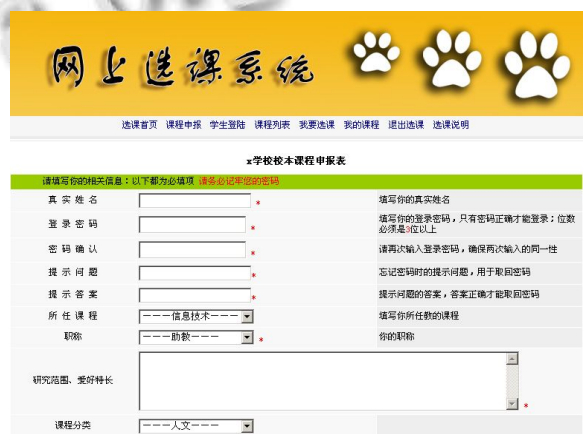 网上选课系统
选课首页 课程申报 学生登陆 课程列表 我要选课 我的课程 退出选课 选课说明
x学校校本课程申报表
请填写你的相关信息：以下都为必填项 请务必记牢您的密码
真 实 姓 名 * 填写你的真实姓名
登 录 密 码 * 填写你的登录密码，只有密码正确才能登录；位数
必须是3位以上
密 码 确 认 * 请再次输入登录密码，确保两次输入的同一性
提 示 问 题 * 忘记密码时的提示问题，用于取回密码
提 示 答 案 * 提示问题的答案，答案正确才能取回密码
所 任 课 程 ---信息技术--- 填写你所任教的课程
职称 ---助教--- * 你的职称
研究范围、爱好特长 *
课程分类 ---人文---